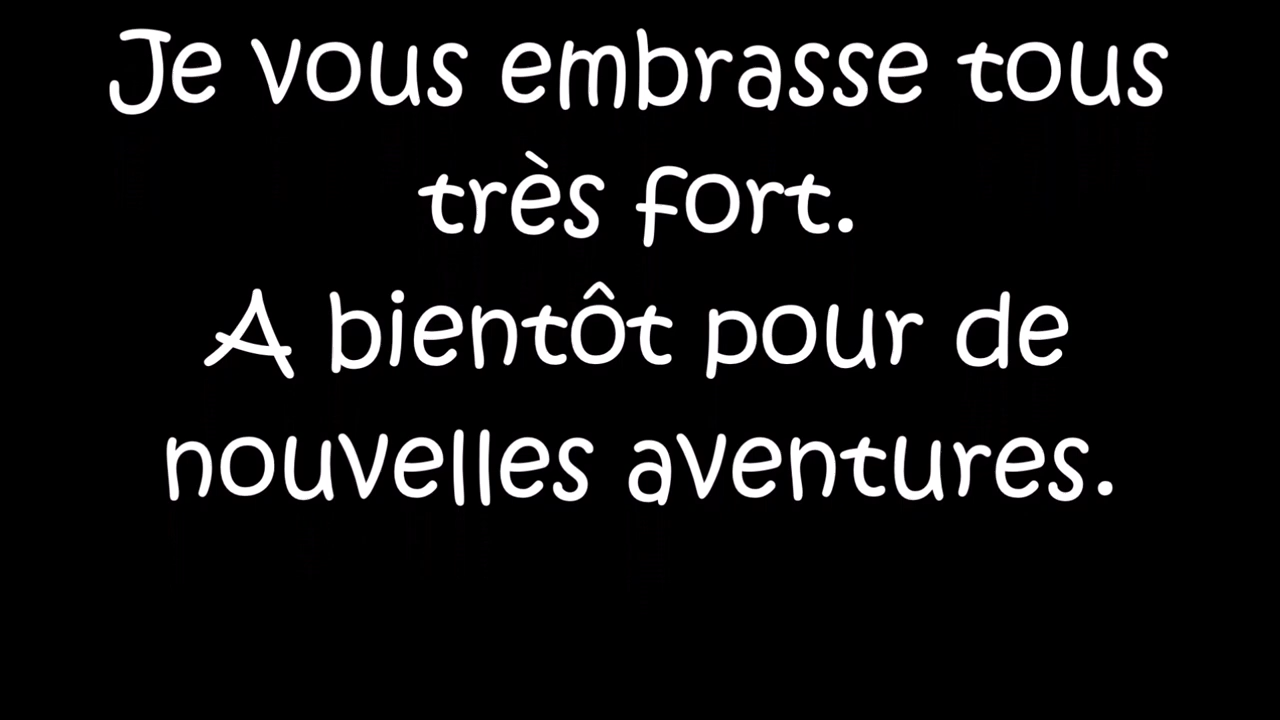 Je vous embrasse tous
très fort.
A bientôt pour de
nouvelles aventures.